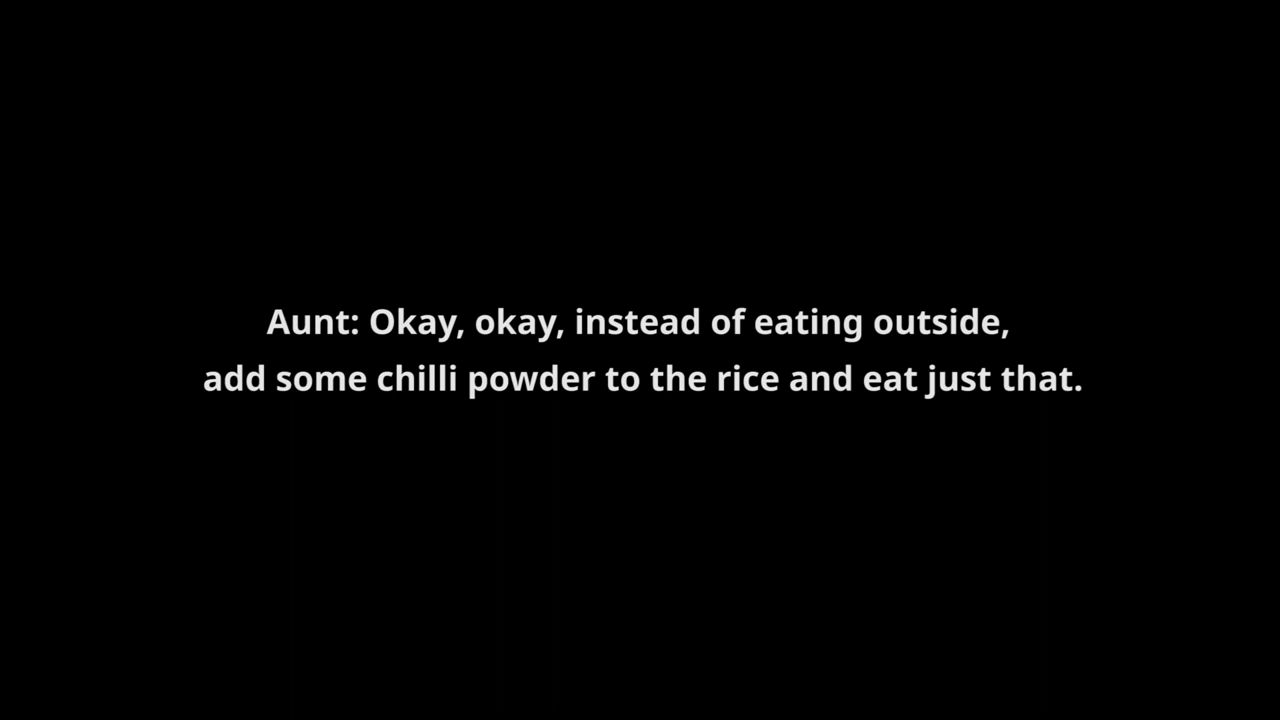 Aunt: Okay, okay, instead of eating outside,
add some chilli powder to the rice and eat just that.